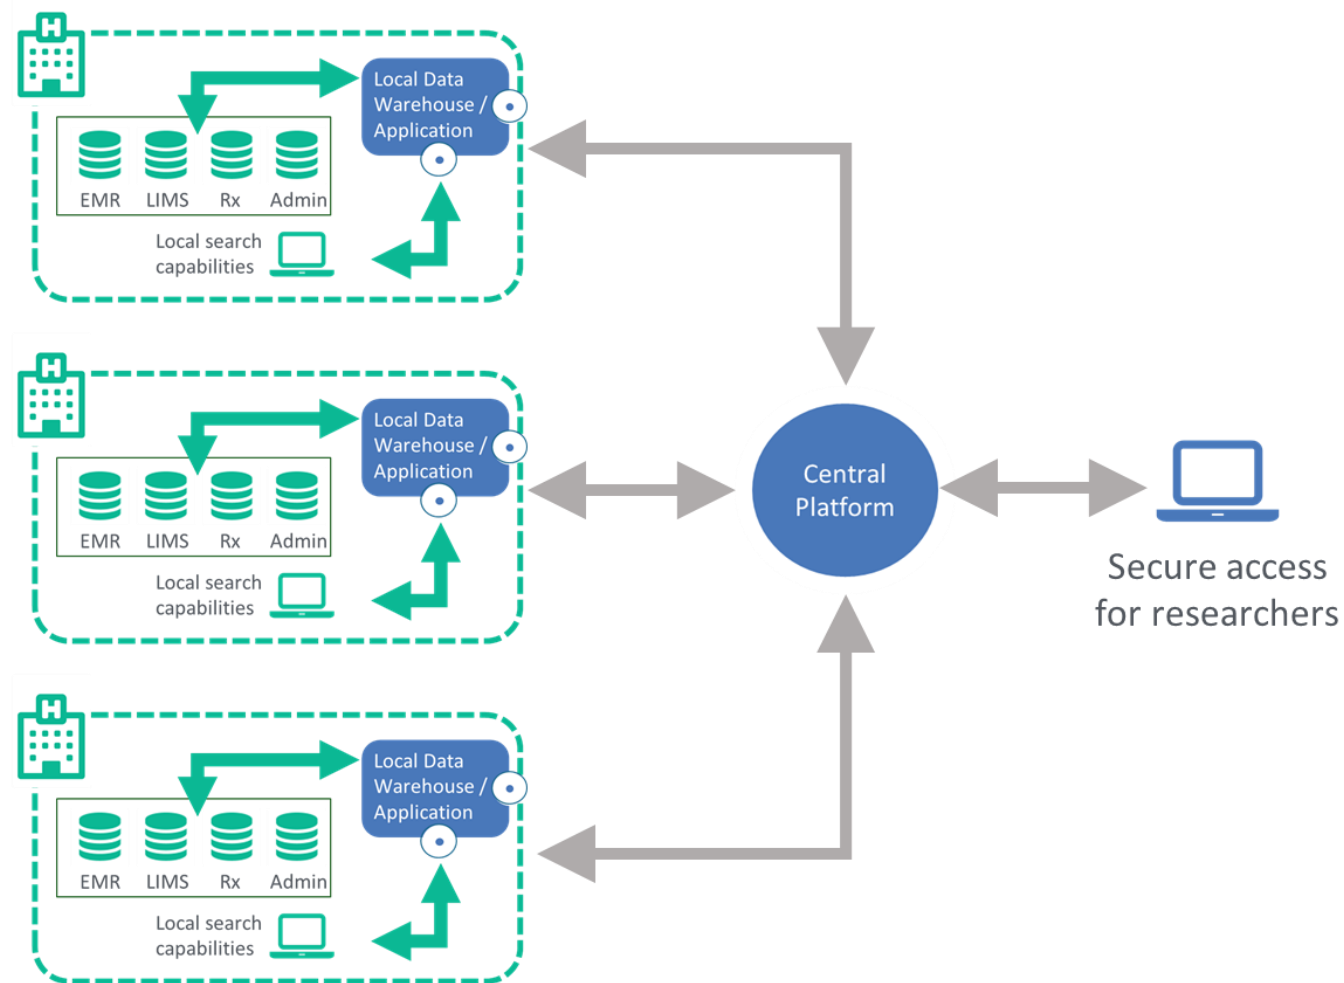 H
Local Data
Warehouse /
Application
EMR LIMS Rx Admin
Local search
capabilities
H
Local Data
Warehouse /
Application
EMR LIMS Rx Admin
Local search
capabilities
H
Local Data
Warehouse /
Application
EMR LIMS Rx Admin
Local search
capabilities
Central
Platform
Secure access
for researchers